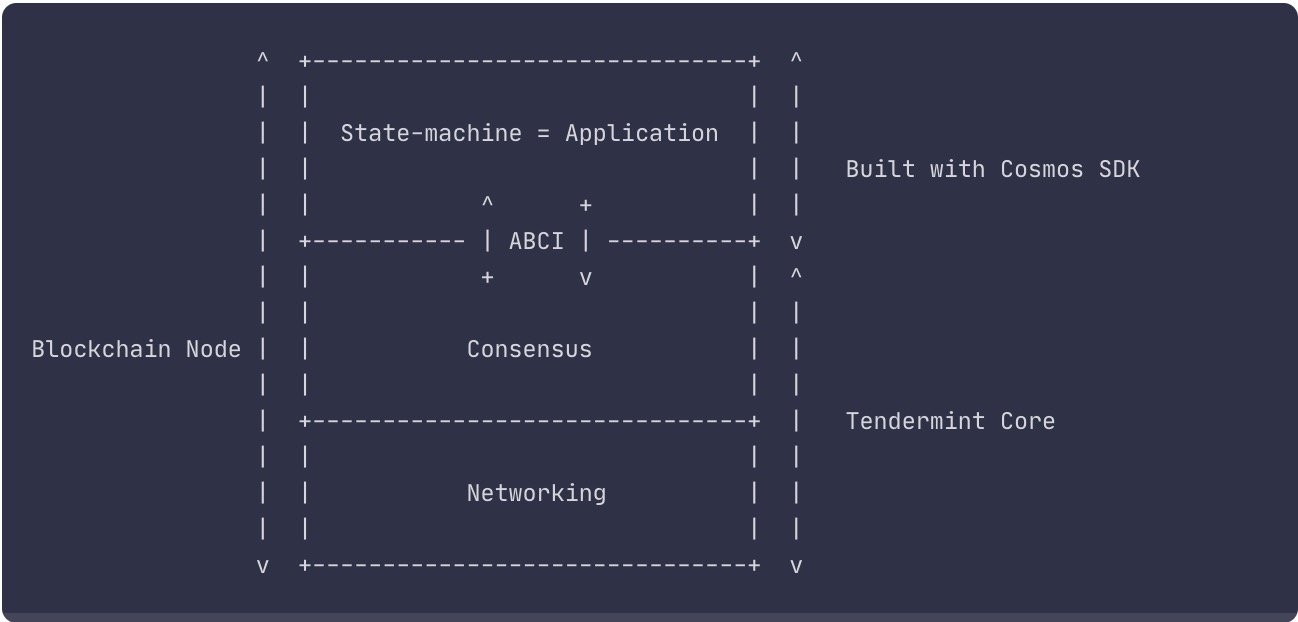 ^  +-------------------------------+  ^
|  |                               |  |
|  |  State-machine = Application  |  |
|  |                               |  |   Built with Cosmos SDK
|  |            ^      +           |  |
|  +----------- | ABCI | ----------+  v
|  |            +      v           |  ^
|  |                               |  |
Blockchain Node |  |           Consensus           |  |
|  |                               |  |
|  +-------------------------------+  |   Tendermint Core
|  |                               |  |
|  |           Networking          |  |
|  |                               |  |
v  +-------------------------------+  v